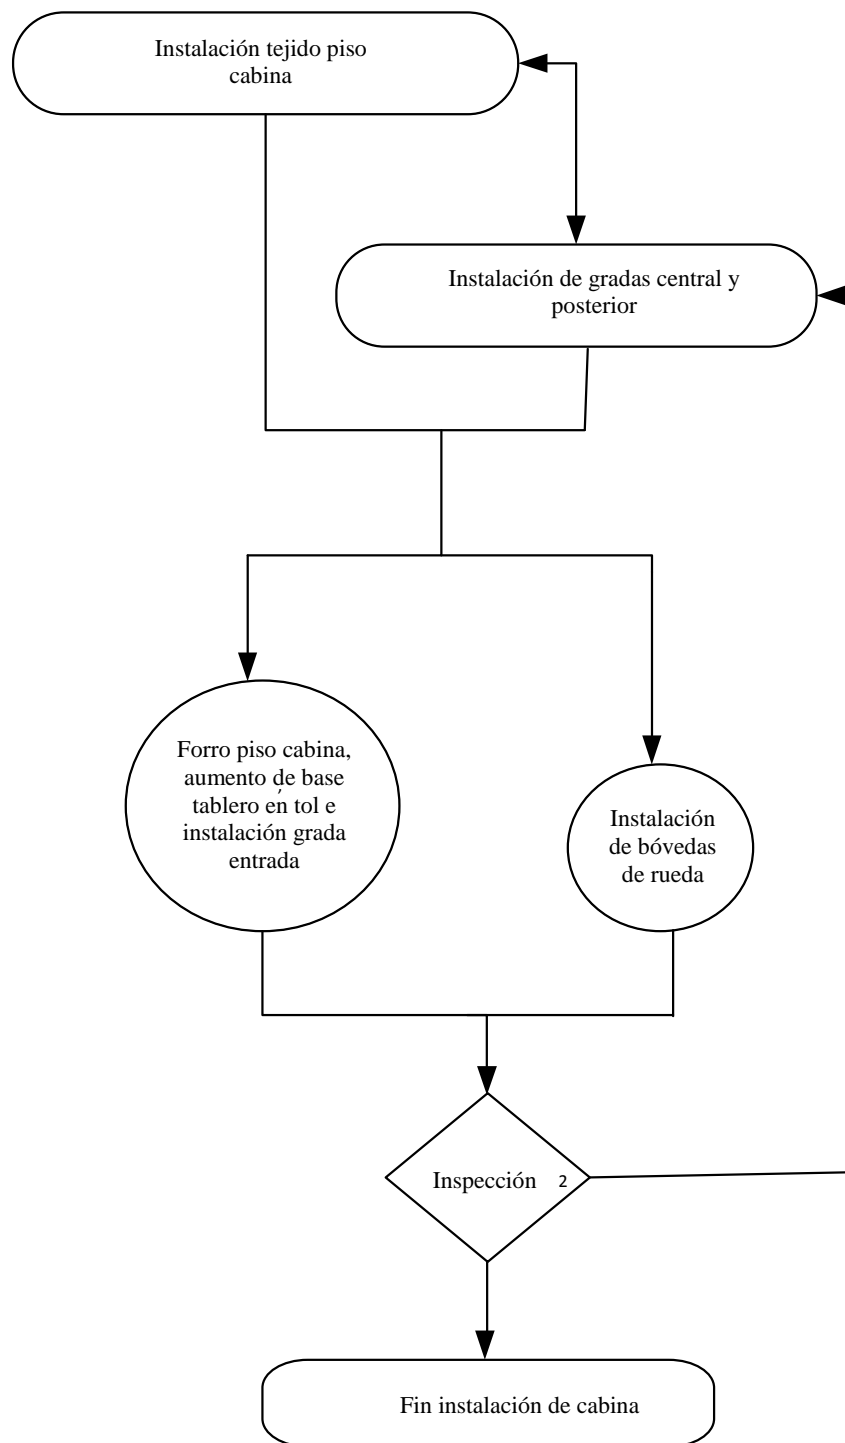 Instalación tejido piso
cabina
Instalación de gradas central y
posterior
Forro piso cabina,
aumento de base
tablero en tol e
instalación grada
entrada
Instalación
de bóvedas
de rueda
Inspección 2
Fin instalación de cabina